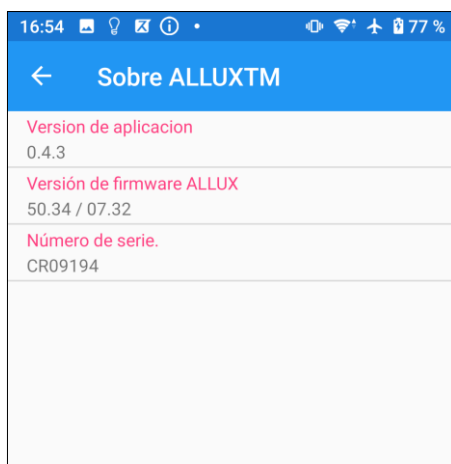 16:54 77 %
Sobre ALLUXTM
Version de aplicacion
0.4.3
Versión de firmware ALLUX
50.34 / 07.32
Número de serie.
CR09194